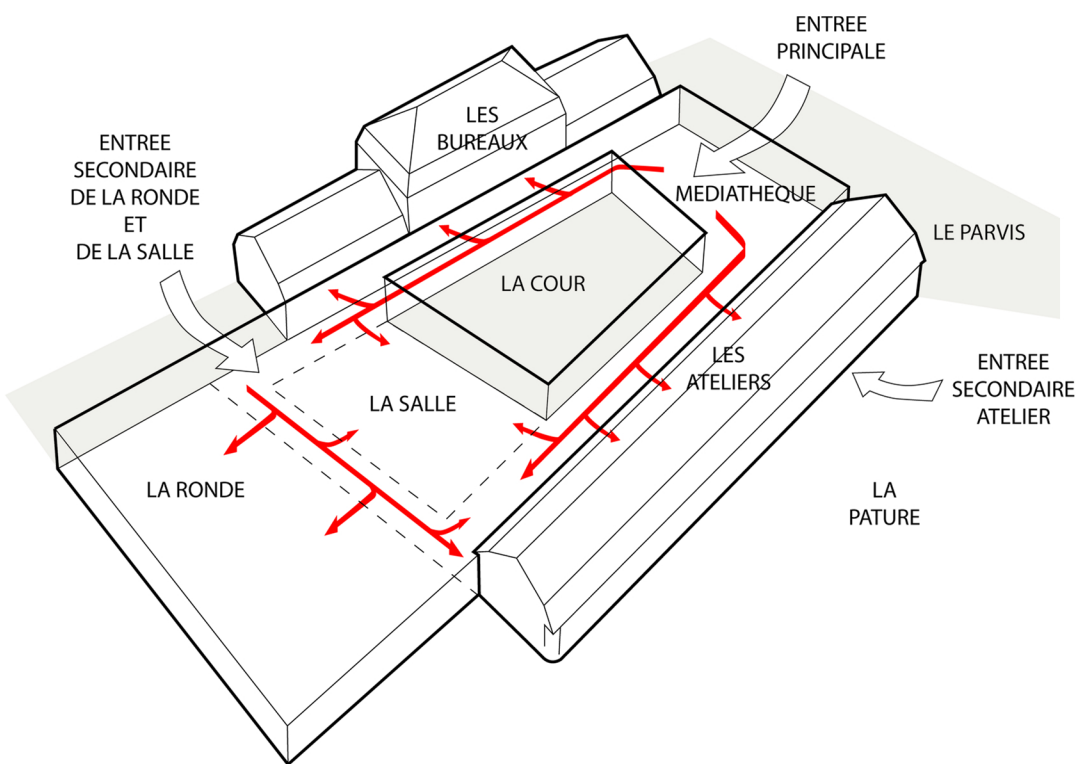 ENTREE
PRINCIPALE
LES
BUREAUX
ENTREE
SECONDAIRE
DE LA RONDE
ET
DE LA SALLE
MEDIATHEQUE
LE PARVIS
LA COUR
LES
ATELIERS
ENTREE
SECONDAIRE
ATELIER
LA SALLE
LA RONDE
LA
PATURE